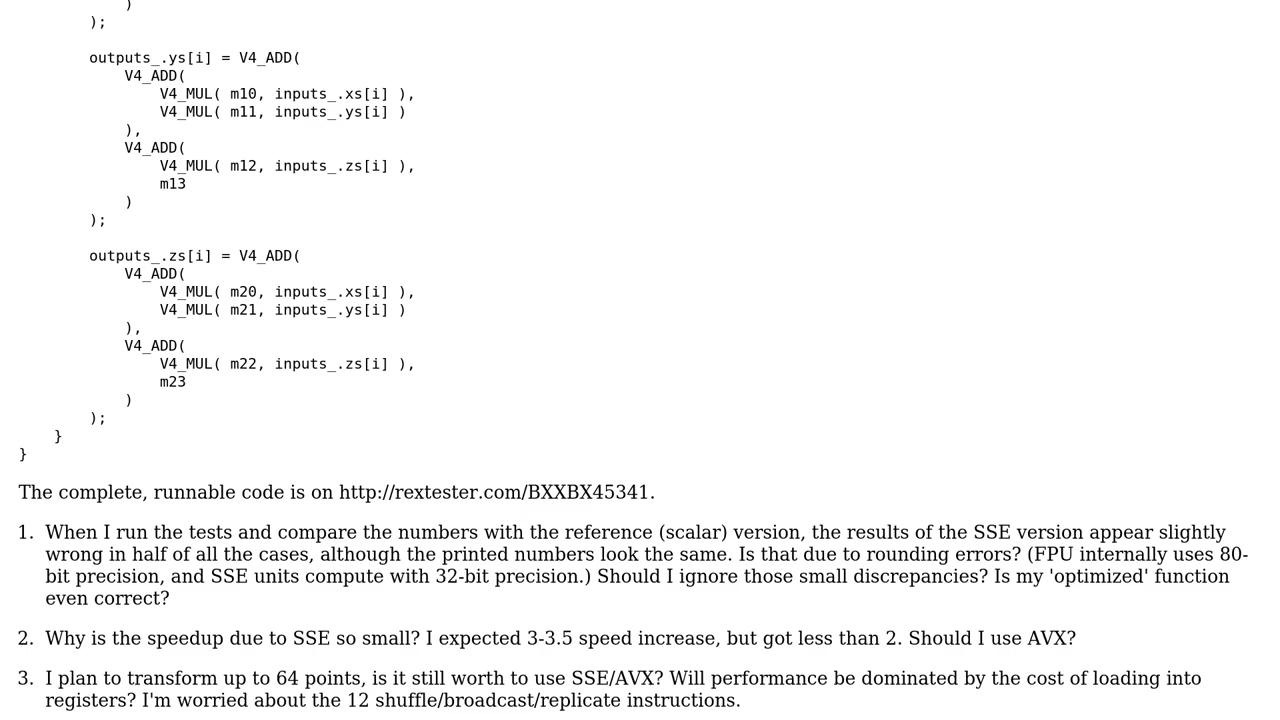 )
);
outputs_.ys[i] = V4_ADD(
V4_ADD(
V4_MUL( m10, inputs_.xs[i] ),
V4_MUL( m11, inputs_.ys[i] )
),
V4_ADD(
V4_MUL( m12, inputs_.zs[i] ),
m13
)
);
outputs_.zs[i] = V4_ADD(
V4_ADD(
V4_MUL( m20, inputs_.xs[i] ),
V4_MUL( m21, inputs_.ys[i] )
),
V4_ADD(
V4_MUL( m22, inputs_.zs[i] ),
m23
)
);
}
}
The complete, runnable code is on http://rextester.com/BXXBX45341.
1. When I run the tests and compare the numbers with the reference (scalar) version, the results of the SSE version appear slightly
wrong in half of all the cases, although the printed numbers look the same. Is that due to rounding errors? (FPU internally uses 80-
bit precision, and SSE units compute with 32-bit precision.) Should I ignore those small discrepancies? Is my 'optimized' function
even correct?
2. Why is the speedup due to SSE so small? I expected 3-3.5 speed increase, but got less than 2. Should I use AVX?
3. I plan to transform up to 64 points, is it still worth to use SSE/AVX? Will performance be dominated by the cost of loading into
registers? I'm worried about the 12 shuffle/broadcast/replicate instructions.